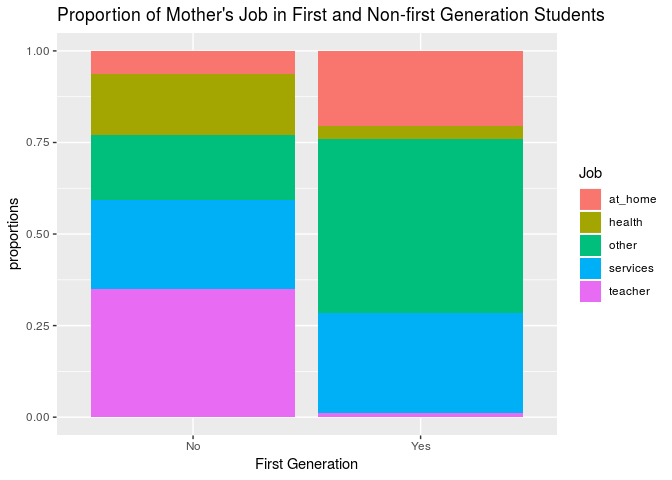 Proportion of Mother's Job in First and Non-first Generation Students
1.00
0.75
0.50
0.25
0.00
proportions
No
Yes
First Generation
Job
at_home
health
other
services
teacher